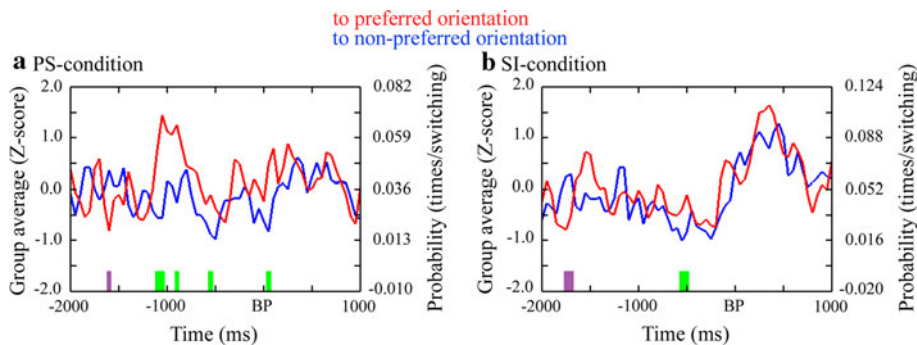 to preferred orientation
to non-preferred orientation
a PS-condition
Group average (Z-score)
2.0
1.0
0.0
-1.0
-2.0
0.082
0.059
0.036
0.013
-0.010
Probability (times/switching)
-2000
-1000
BP
1000
Time (ms)
b SI-condition
Group average (Z-score)
2.0
1.0
0.0
-1.0
-2.0
0.124
0.088
0.052
0.016
-0.020
Probability (times/switching)
-2000
-1000
BP
1000
Time (ms)